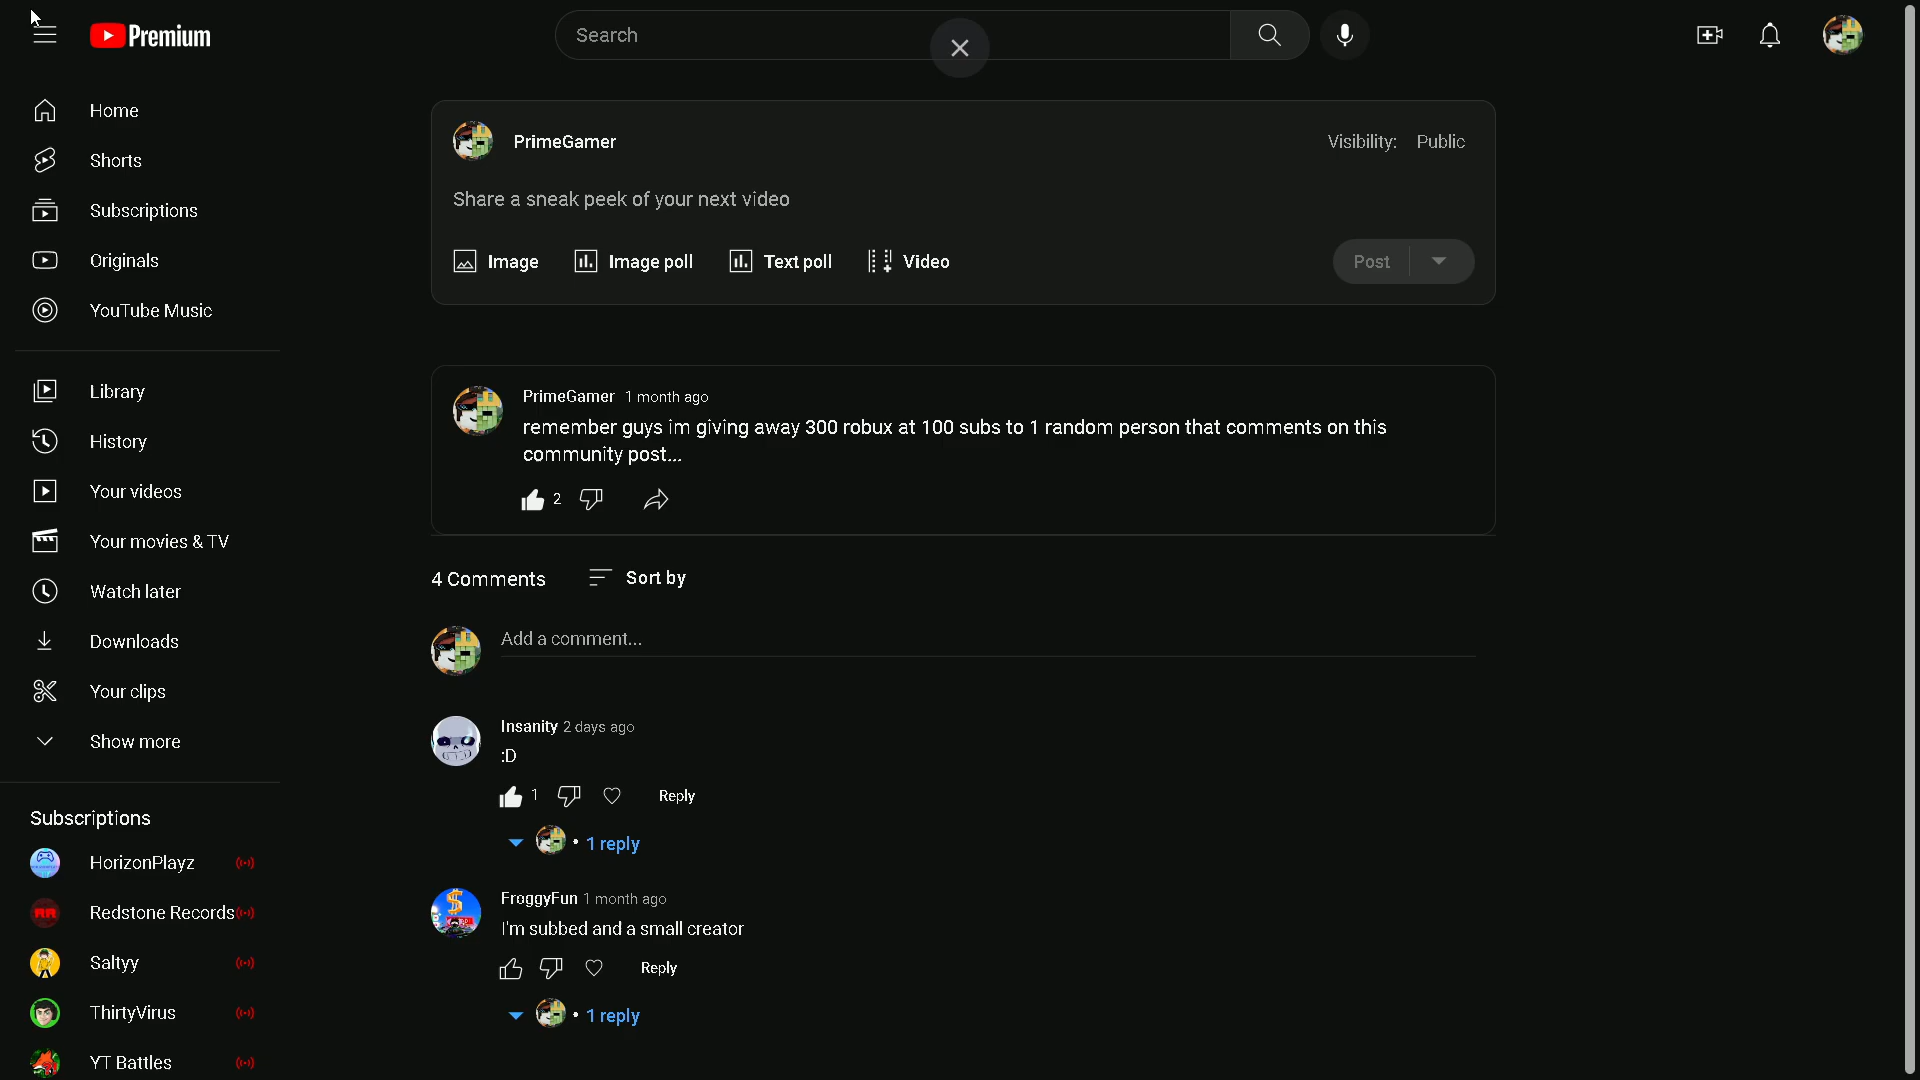 Premium
Search
Home
Shorts
Subscriptions
Originals
YouTube Music
Library
History
Your videos
Your movies & TV
Watch later
Downloads
Your clips
Show more
Subscriptions
HorizonPlayz
Redstone Records
Saltyy
ThirtyVirus
YT Battles
PrimeGamer
Visibility: Public
Share a sneak peek of your next video
Image
Image poll
Text poll
Video
Post
PrimeGamer 1 month ago
remember guys im giving away 300 robux at 100 subs to 1 random person that comments on this
community post...
2
4 Comments
Sort by
Add a comment...
Insanity 2 days ago
:D
1
Reply
• 1 reply
FroggyFun 1 month ago
I'm subbed and a small creator
Reply
• 1 reply